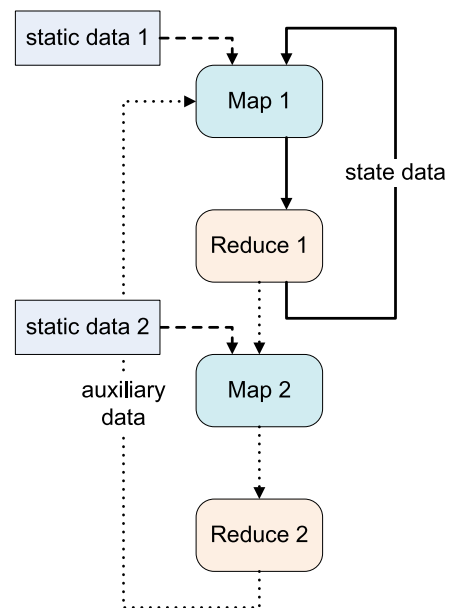 static data 1
Map 1
state data
Reduce 1
static data 2
Map 2
auxiliary
data
Reduce 2